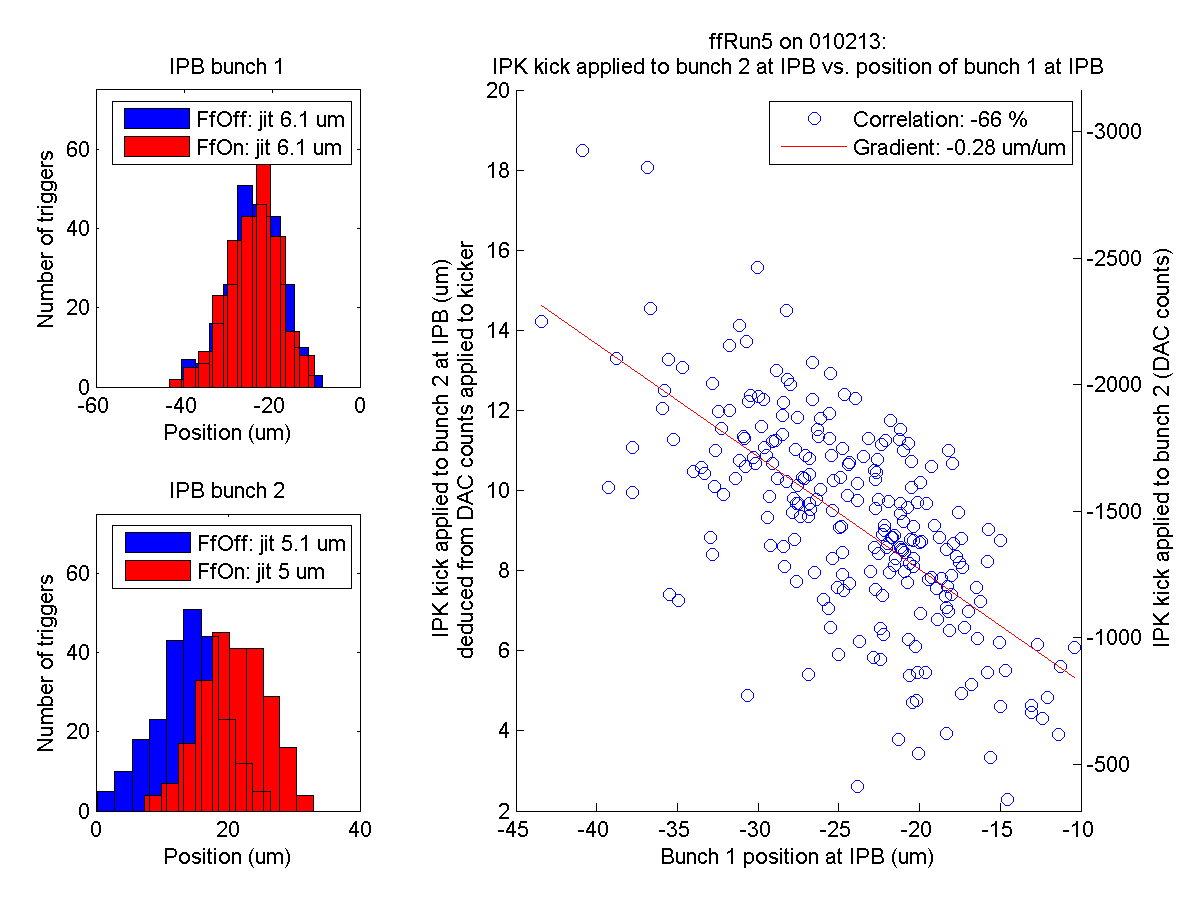 IPB bunch 1
FfOff: jit 6.1 um
FfOn: jit 6.1 um
Number of triggers
60
40
20
0
-60 -40 -20 0
Position (um)
IPB bunch 2
FfOff: jit 5.1 um
FfOn: jit 5 um
Number of triggers
60
40
20
0
0 20 40
Position (um)
ffRun5 on 010213:
IPK kick applied to bunch 2 at IPB vs. position of bunch 1 at IPB
Correlation: -66 %
Gradient: -0.28 um/um
IPK kick applied to bunch 2 at IPB (um)
deduced from DAC counts applied to kicker
20
18
16
14
12
10
8
6
4
2
-45 -40 -35 -30 -25 -20 -15 -10
Bunch 1 position at IPB (um)
-3000
-2500
-2000
-1500
-1000
-500
IPK kick applied to bunch 2 (DAC counts)